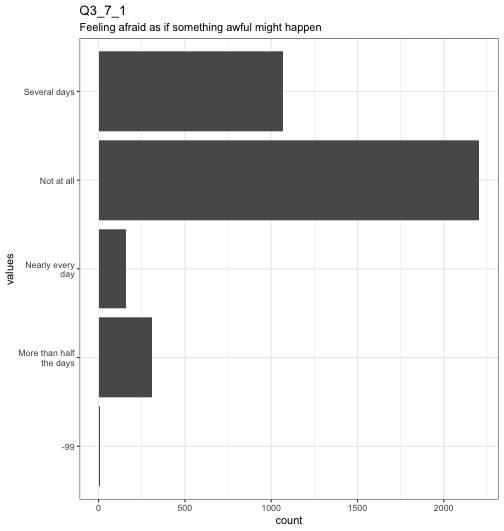 Q3_7_1
Feeling afraid as if something awful might happen
Several days
Not at all
Nearly every
day
More than half
the days
-99
values
0
500
1000
1500
2000
count